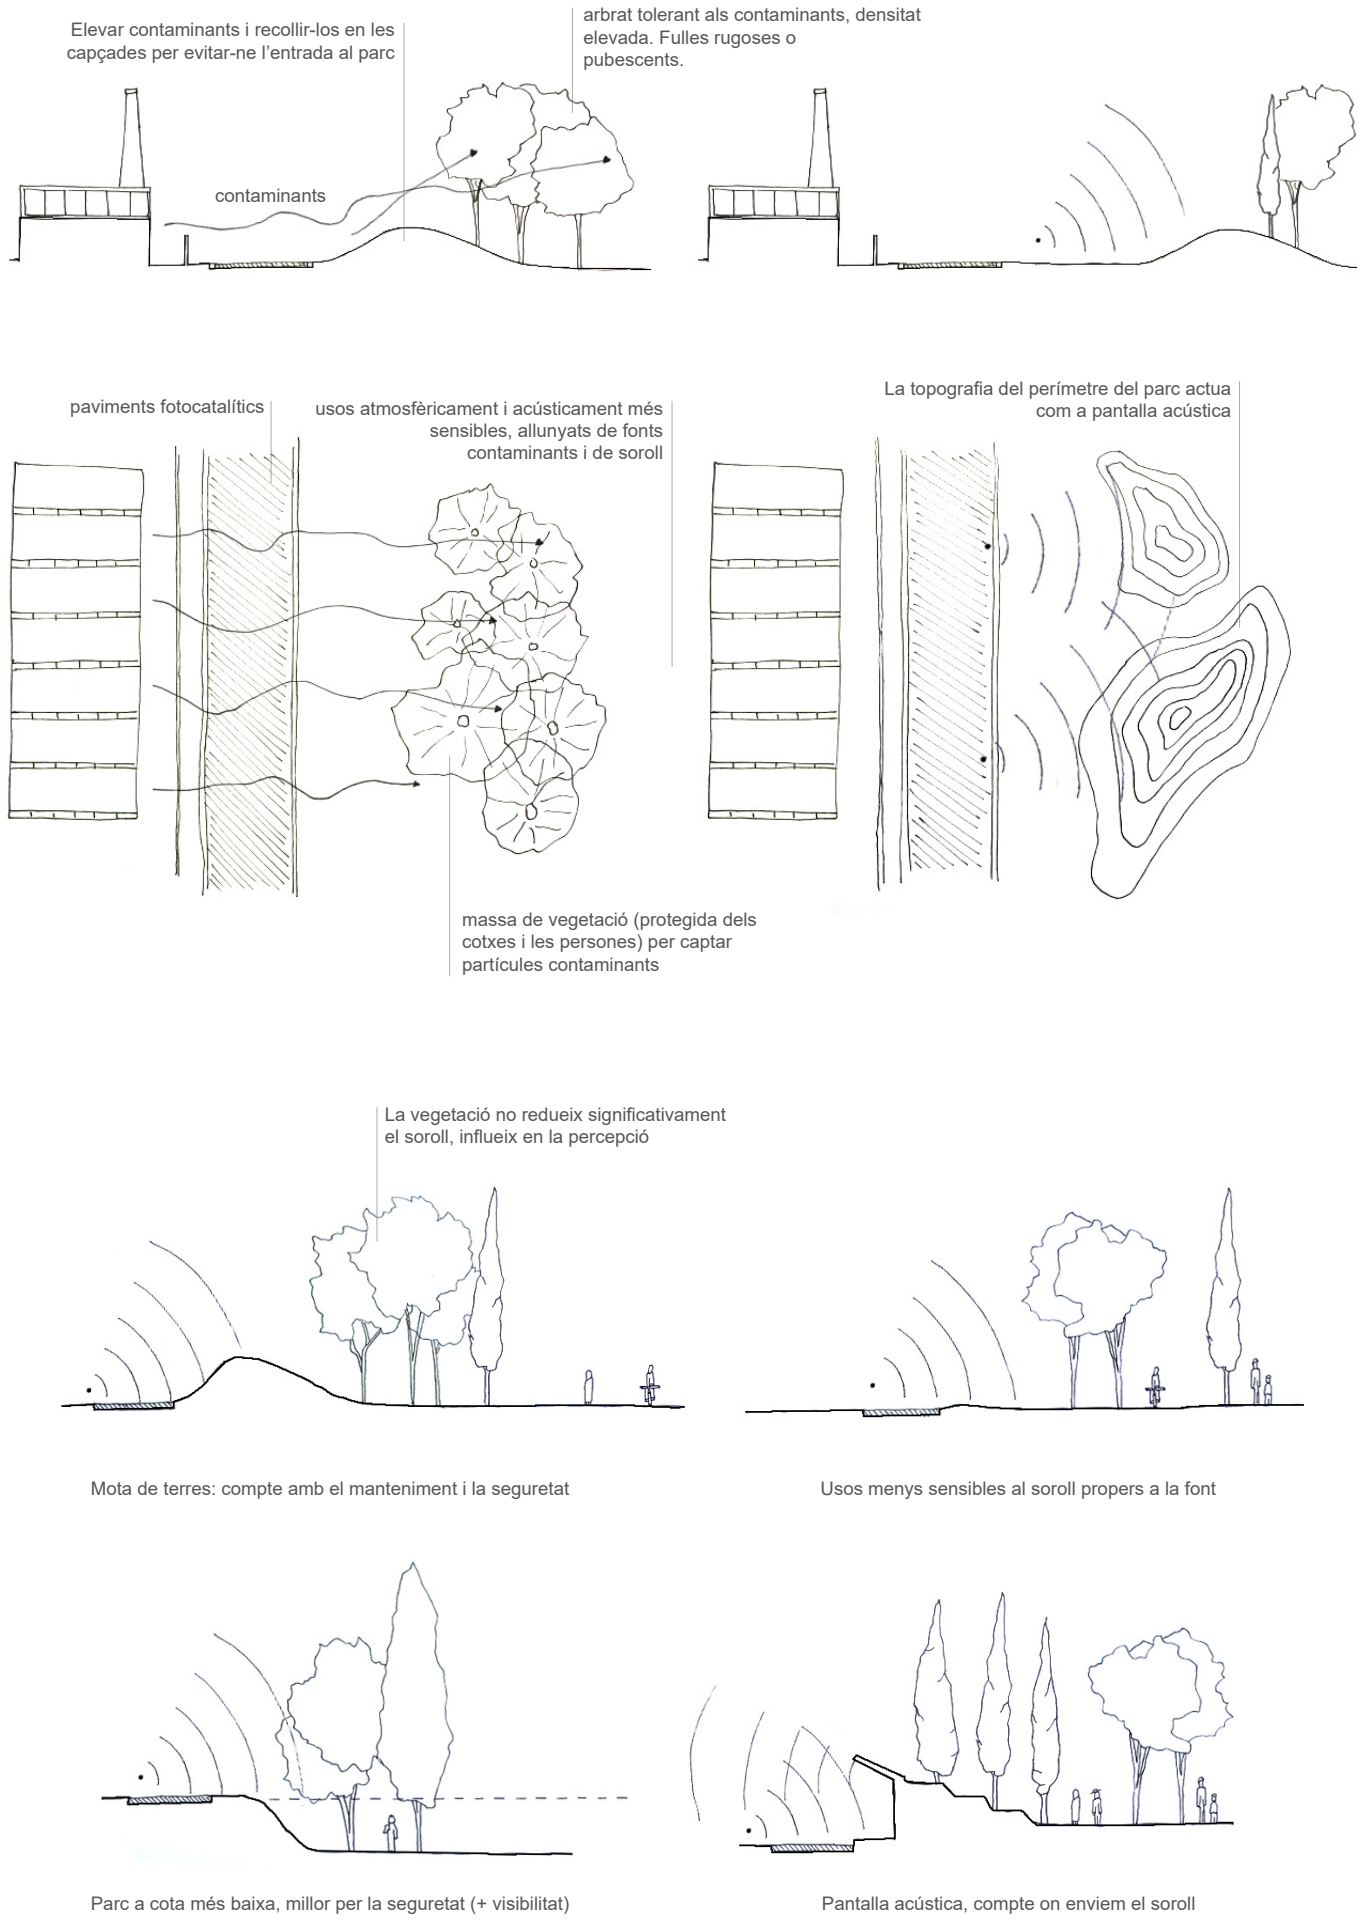 Elevar contaminants i recollir-los en les
capçades per evitar-ne l’entrada al parc
arbrat tolerant als contaminants, densitat
elevada. Fulles rugoses o
pubescents.
contaminants
paviments fotocatalítics
usos atmosfèricament i acústicament més
sensibles, allunyats de fonts
contaminants i de soroll
La topografia del perímetre del parc actua
com a pantalla acústica
massa de vegetació (protegida dels
cotxes i les persones) per captar
partícules contaminants
La vegetació no redueix significativament
el soroll, influeix en la percepció
Mota de terres: compte amb el manteniment i la seguretat
Usos menys sensibles al soroll propers a la font
Parc a cota més baixa, millor per la seguretat (+ visibilitat)
Pantalla acústica, compte on enviem el soroll